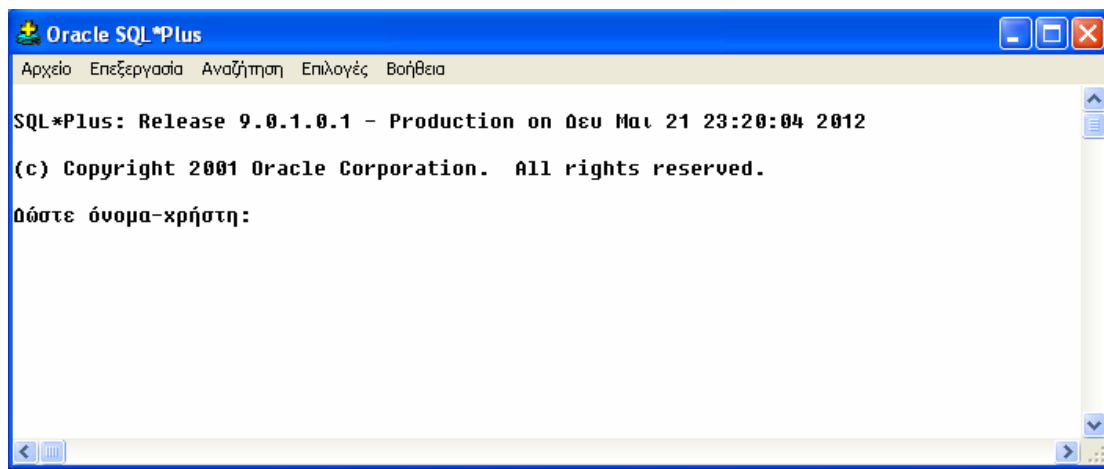 Oracle SQL*Plus
Αρχείο Επεξεργασία Αναζήτηση Επιλογές Βοήθεια
SQL*Plus: Release 9.0.1.0.1 - Production on Δευ Μαι 21 23:20:04 2012
(c) Copyright 2001 Oracle Corporation.  All rights reserved.
Δώστε όνομα-χρήστη: